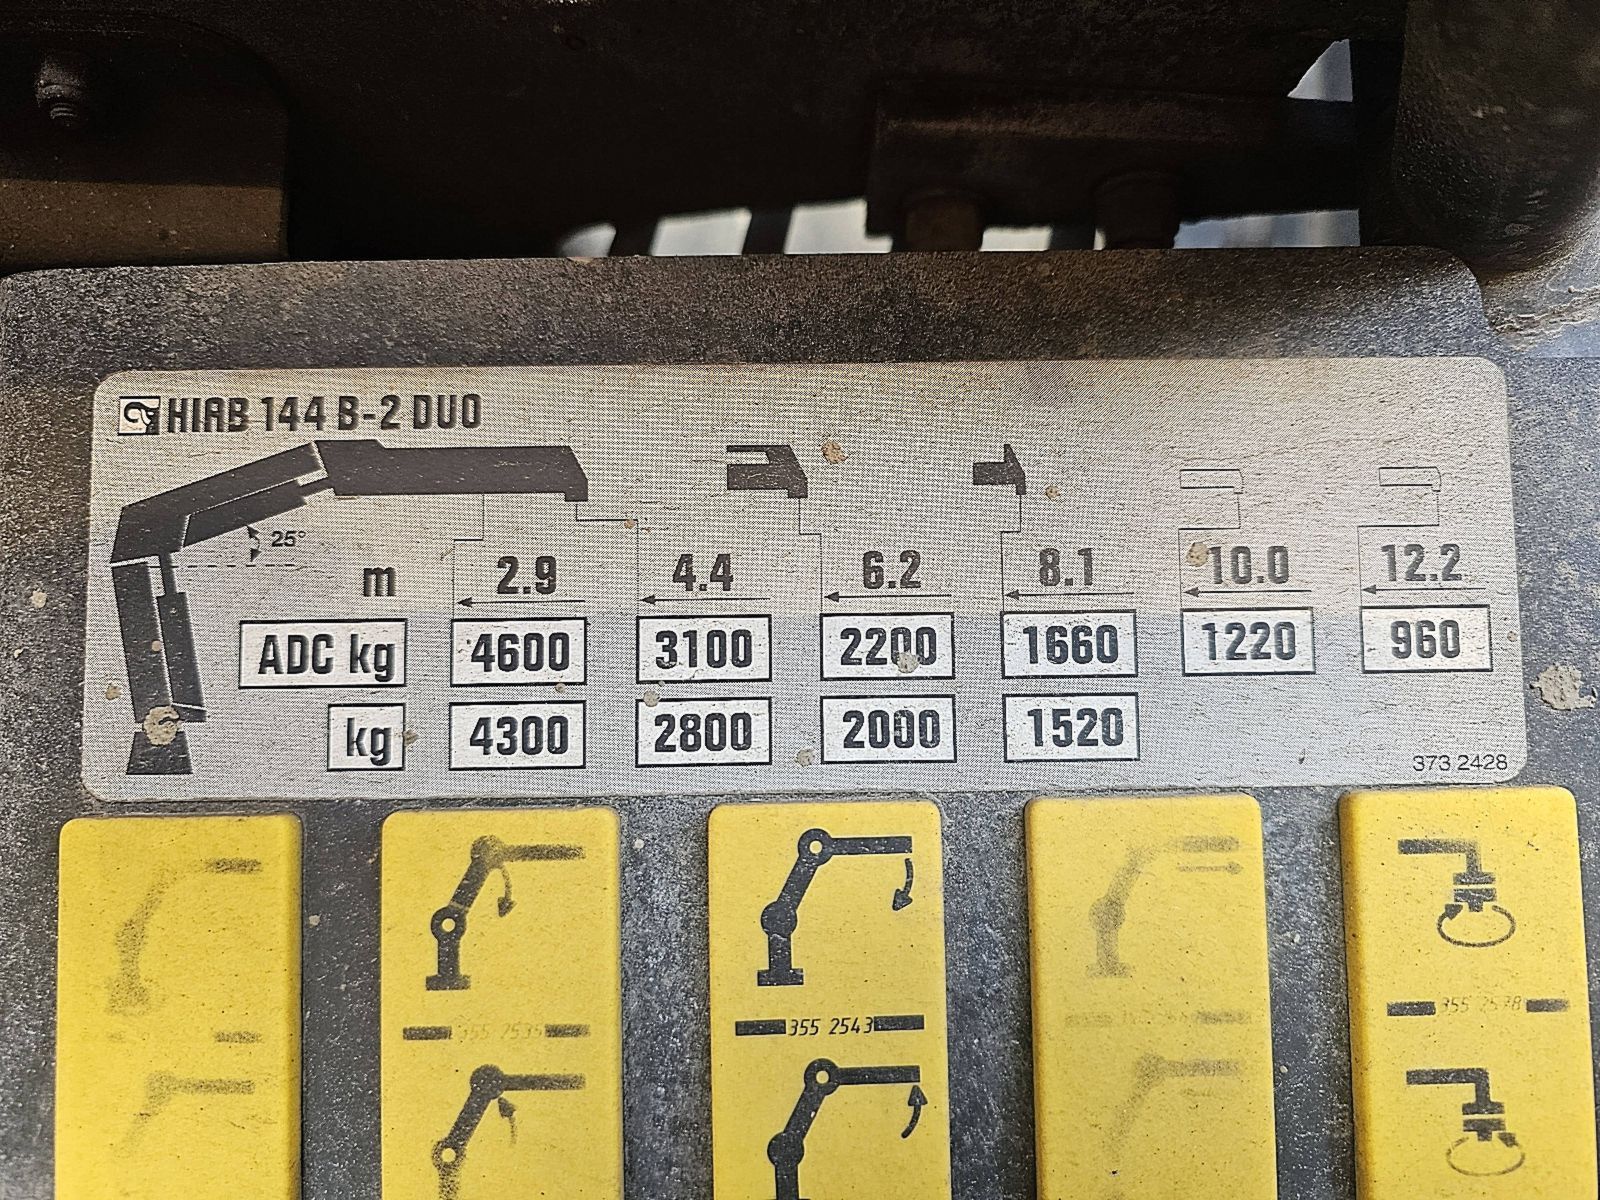 HIAB 144 B-2 DUO
25°
m 2.9 4.4 6.2 8.1 10.0 12.2
ADC kg 4600 3100 2200 1660 1220 960
kg 4300 2800 2000 1520
373 2428
355 2535 355 2543 355 2578